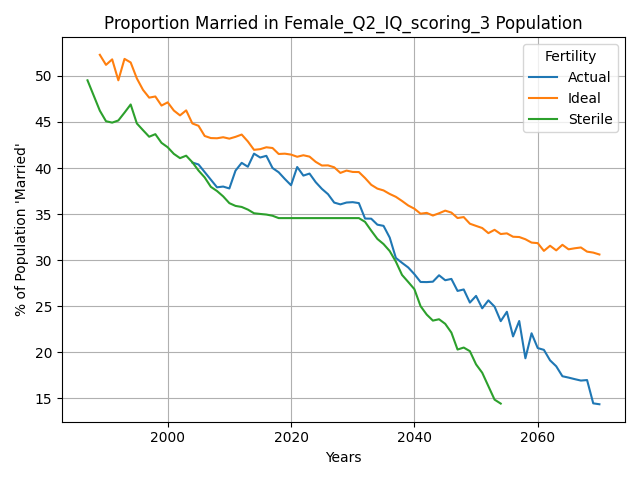 Proportion Married in Female_Q2_IQ_scoring_3 Population
% of Population 'Married'
50
45
40
35
30
25
20
15
Fertility
Actual
Ideal
Sterile
2000
2020
2040
2060
Years